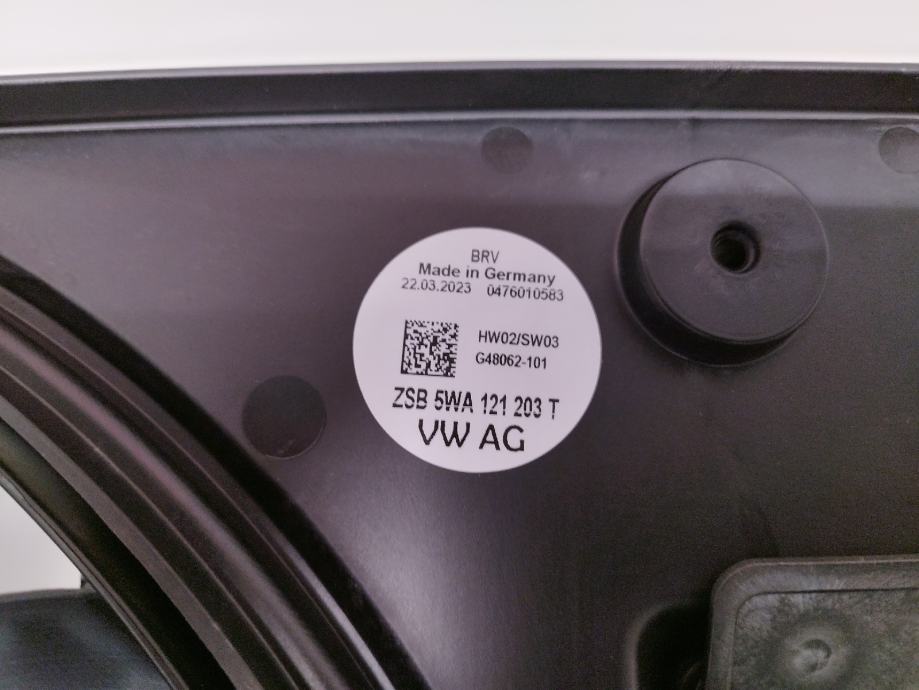 BRV
Made in Germany
22.03.2023 0476010583
HW02/SW03
G48062-101
ZSB 5WA 121 203 T
VW AG